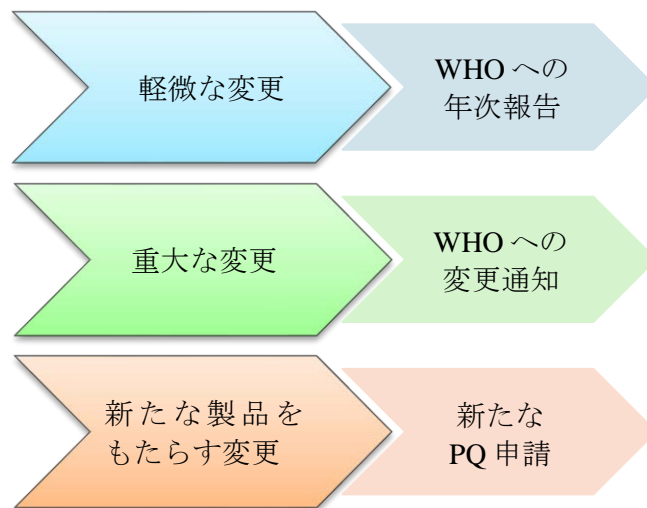 軽微な変更
WHO への
年次報告
重大な変更
WHO への
変更通知
新たな製品を
もたらす変更
新たな
PQ 申請